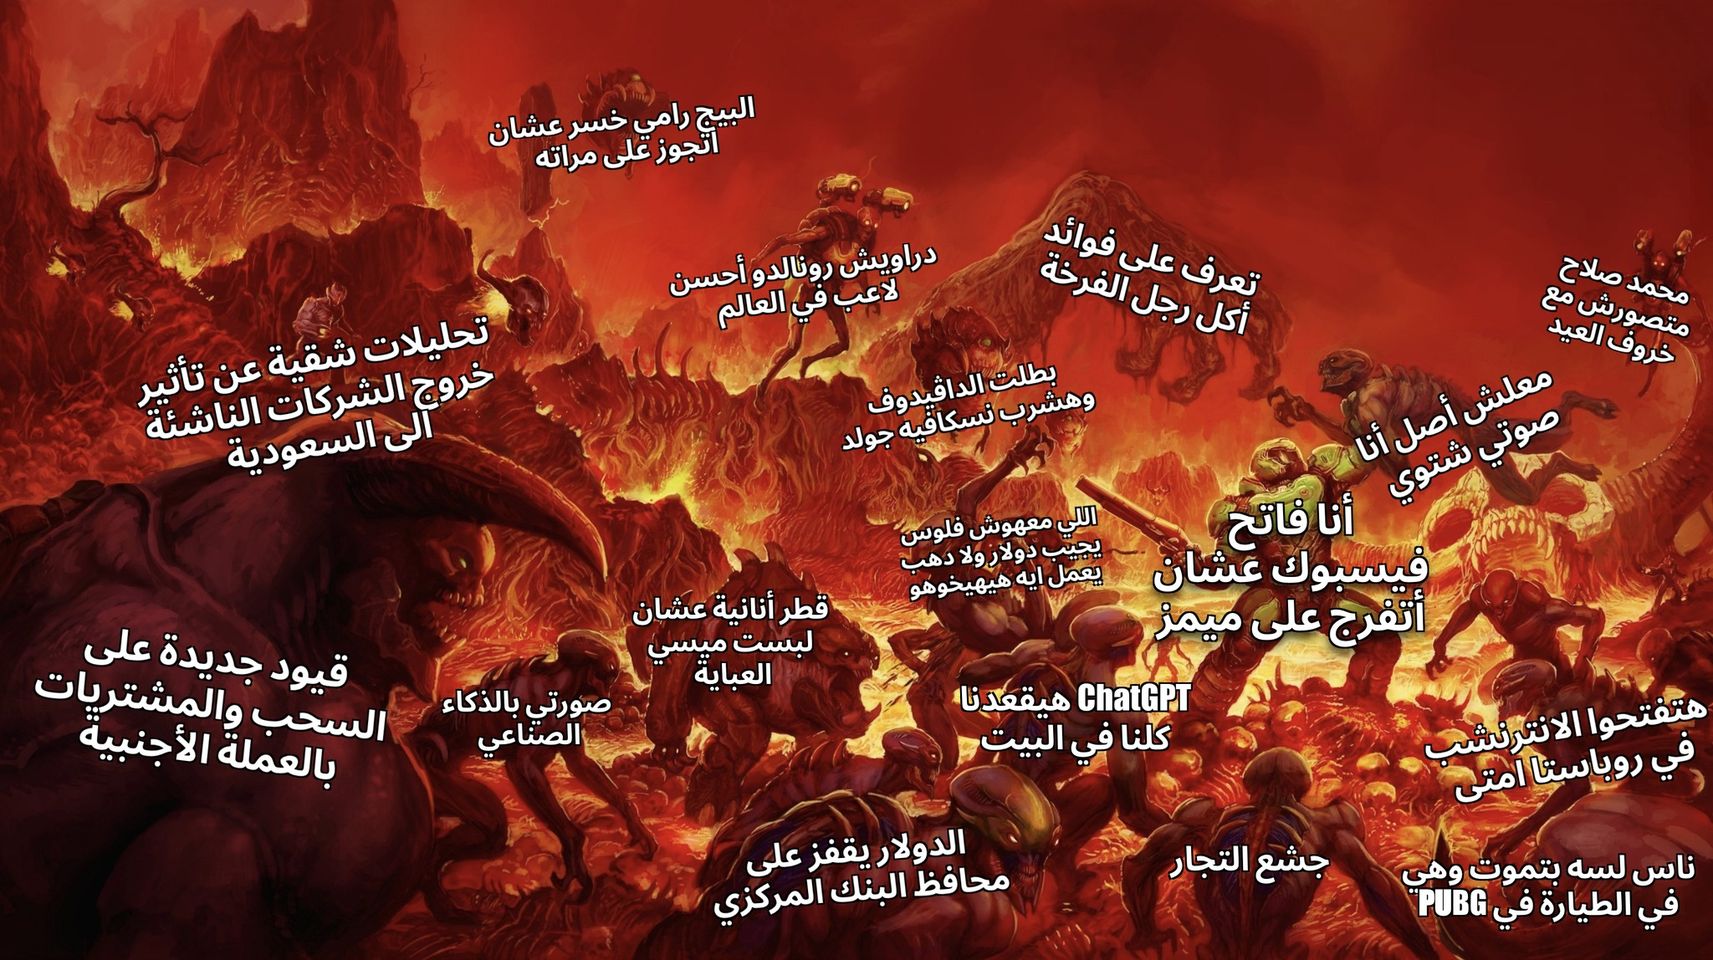 البيج رامي خسر عشان
اتجوز على مراته
دراويش رونالدو أحسن
لاعب في العالم
تعرف على فوائد
أكل رجل الفرخة
محمد صلاح
متصورش مع
خروف العيد
تحليلات شقية عن تأثير
خروج الشركات الناشئة
الى السعودية
بطلت الداڤيدوف
وهشرب نسكافيه جولد
معلش أصل أنا
صوتي شتوي
اللي معهوش فلوس
يجيب دولار ولا دهب
يعمل ايه هيهيخوهو
أنا فاتح
فيسبوك عشان
أتفرج على ميمز
قطر أنانية عشان
لبست ميسي
العباية
قيود جديدة على
السحب والمشتريات
بالعملة الأجنبية
صورتي بالذكاء
الصناعي
ChatGPT هيقعدنا
كلنا في البيت
هتفتحوا الانترنشب
في روباستا امتى
الدولار يقفز على
محافظ البنك المركزي
جشع التجار
ناس لسه بتموت وهي
في الطيارة في PUBG